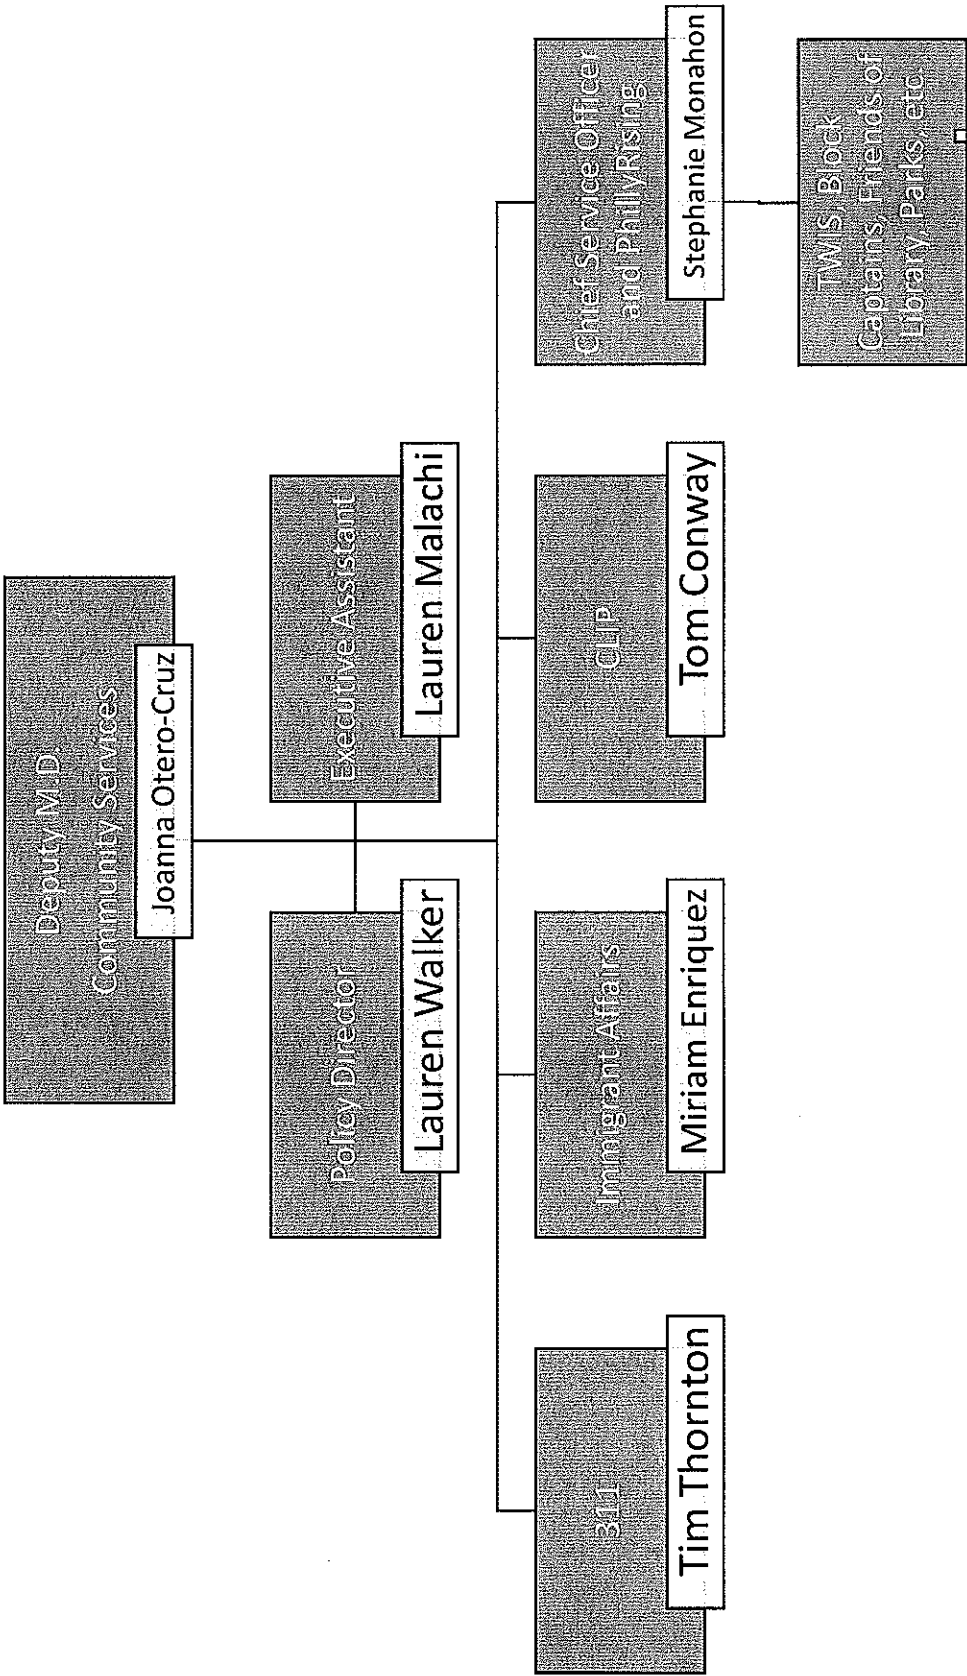 Deputy M.D.
Community Services
Joanna Otero-Cruz
Policy Director
Lauren Walker
Executive Assistant
Lauren Malachi
311
Tim Thornton
Immigrant Affairs
Miriam Enriquez
CLIP
Tom Conway
Chief Service Officer
and PhillyRising
Stephanie Monahon
TWIS, Block
Captains, Friends of
Library, Parks, etc.